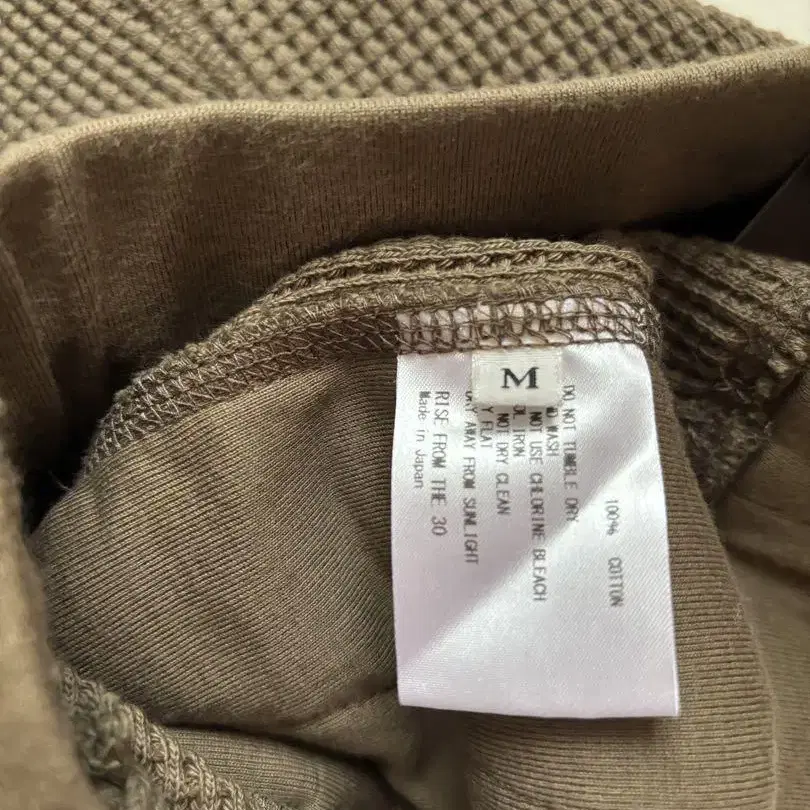 M
100% COTTON
DO NOT TUMBLE DRY
WASH
NOT USE CHLORINE BLEACH
IRON
NOT DRY CLEAN
FLAT
AWAY FROM SUNLIGHT
RISE FROM THE 30
Made in Japan